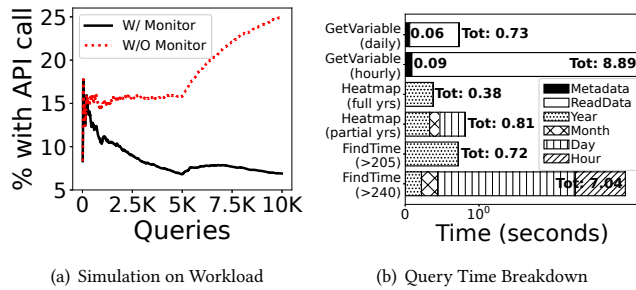 % with API call
25
20
15
10
5
W/ Monitor
W/O Monitor
0
2.5K
5K
7.5K
10K
Queries
(a) Simulation on Workload
GetVariable
(daily)
0.06
Tot: 0.73
GetVariable
(hourly)
0.09
Tot: 8.89
Heatmap
(full yrs)
Tot: 0.38
Heatmap
(partial yrs)
Tot: 0.81
FindTime
(>205)
Tot: 0.72
FindTime
(>240)
Tot: 7.04
Metadata
ReadData
Year
Month
Day
Hour
0
10⁰
Time (seconds)
(b) Query Time Breakdown